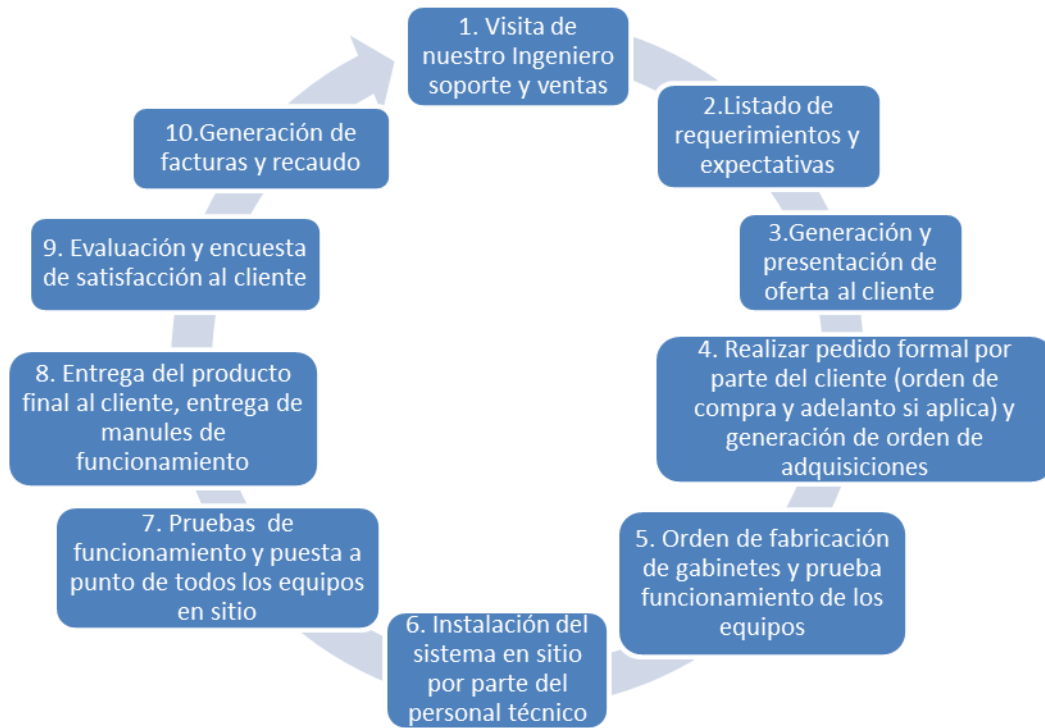 1. Visita de
nuestro Ingeniero
soporte y ventas
2.Listado de
requerimientos y
expectativas
3.Generación y
presentación de
oferta al cliente
4. Realizar pedido formal por
parte del cliente (orden de
compra y adelanto si aplica) y
generación de orden de
adquisiciones
5. Orden de fabricación
de gabinetes y prueba
funcionamiento de los
equipos
6. Instalación del
sistema en sitio
por parte del
personal técnico
7. Pruebas de
funcionamiento y puesta a
punto de todos los equipos
en sitio
8. Entrega del producto
final al cliente, entrega de
manules de
funcionamiento
9. Evaluación y encuesta
de satisfacción al cliente
10.Generación de
facturas y recaudo